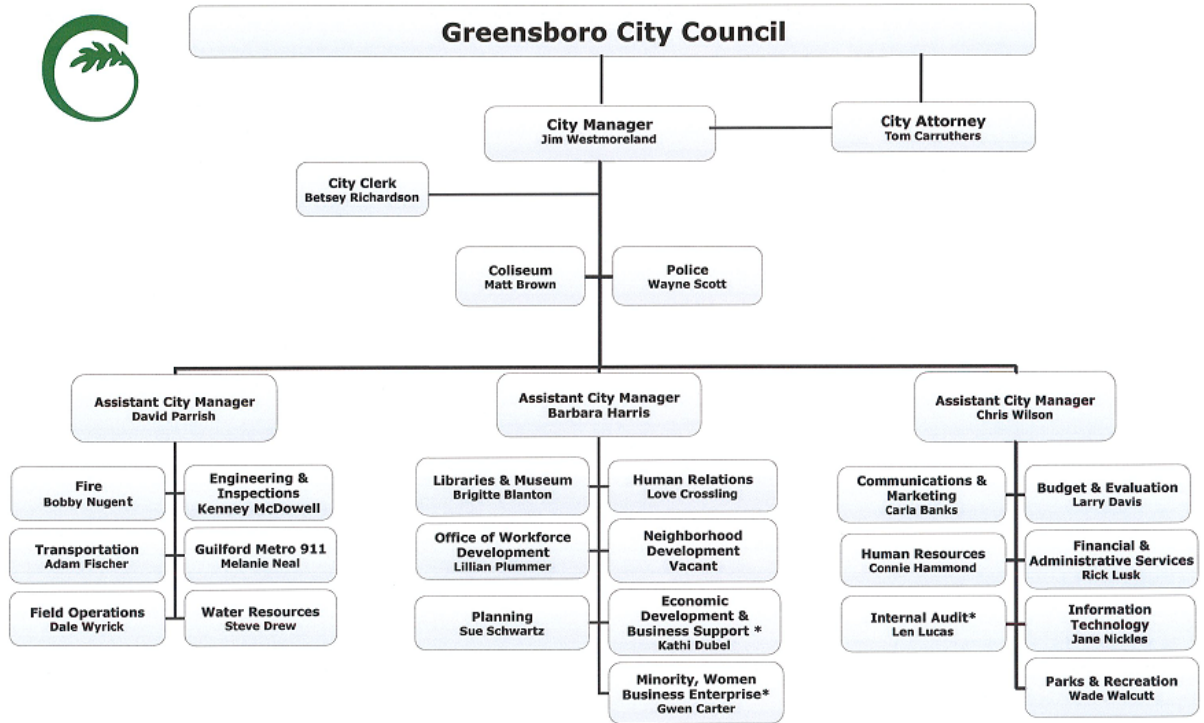 Greensboro City Council
City Manager
Jim Westmoreland
City Attorney
Tom Carruthers
City Clerk
Betsey Richardson
Coliseum
Matt Brown
Police
Wayne Scott
Assistant City Manager
David Parrish
Assistant City Manager
Barbara Harris
Assistant City Manager
Chris Wilson
Fire
Bobby Nugent
Engineering &
Inspections
Kenney McDowell
Transportation
Adam Fischer
Guilford Metro 911
Melanie Neal
Field Operations
Dale Wyrick
Water Resources
Steve Drew
Libraries & Museum
Brigitte Blanton
Human Relations
Love Crossling
Office of Workforce
Development
Lillian Plummer
Neighborhood
Development
Vacant
Planning
Sue Schwartz
Economic
Development &
Business Support *
Kathi Dubel
Minority, Women
Business Enterprise*
Gwen Carter
Communications &
Marketing
Carla Banks
Budget & Evaluation
Larry Davis
Human Resources
Connie Hammond
Financial &
Administrative Services
Rick Lusk
Internal Audit*
Len Lucas
Information
Technology
Jane Nickles
Parks & Recreation
Wade Walcutt